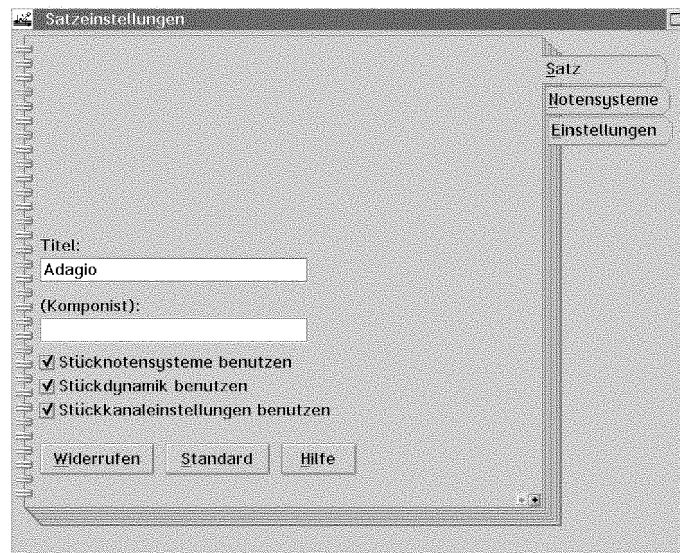 Satzeinstellungen
Satz
Notensysteme
Einstellungen
Titel:
Adagio
(Komponist):
Stücknotensysteme benutzen
Stückdynamik benutzen
Stückkanaleinstellungen benutzen
Widerrufen Standard Hilfe